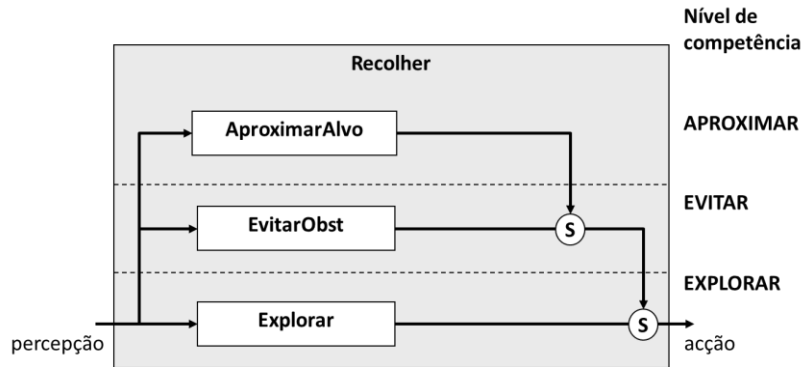 Nível de
competência
Recolher
AproximarAlvo
APROXIMAR
EVITAR
EvitarObst
S
EXPLORAR
Explorar
S
percepção
acção